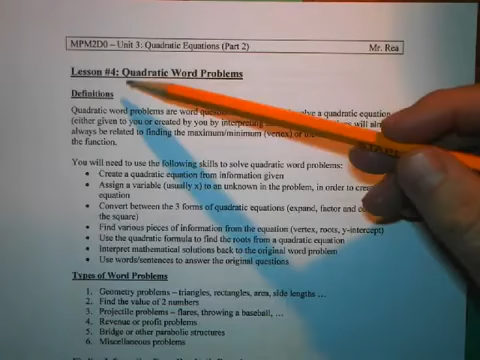 MPM2D0 – Unit 3: Quadratic Equations (Part 2) Mr. Rea
Lesson #4: Quadratic Word Problems
Definitions
Quadratic word problems are word a quadratic equation
(either given to you or created by you by interpreting will
always be related to finding the maximum/minimum (vertex) or
the function.
You will need to use the following skills to solve quadratic word problems:
• Create a quadratic equation from information given
• Assign a variable (usually x) to an unknown in the problem, in order to
equation
• Convert between the 3 forms of quadratic equations (expand, factor and
the square)
• Find various pieces of information from the equation (vertex, roots, y-intercept)
• Use the quadratic formula to find the roots from a quadratic equation
• Interpret mathematical solutions back to the original word problem
• Use words/sentences to answer the original questions
Types of Word Problems
1. Geometry problems – triangles, rectangles, area, side lengths …
2. Find the value of 2 numbers
3. Projectile problems – flares, throwing a baseball, …
4. Revenue or profit problems
5. Bridge or other parabolic structures
6. Miscellaneous problems